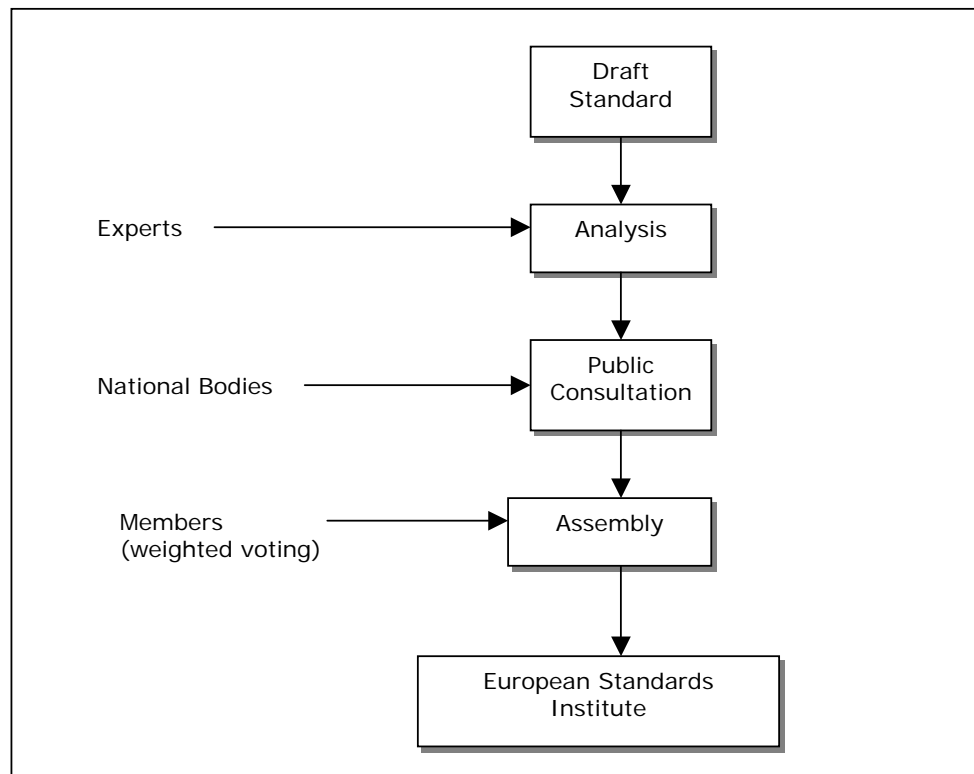 Draft
Standard
Experts
Analysis
National Bodies
Public
Consultation
Members
(weighted voting)
Assembly
European Standards
Institute